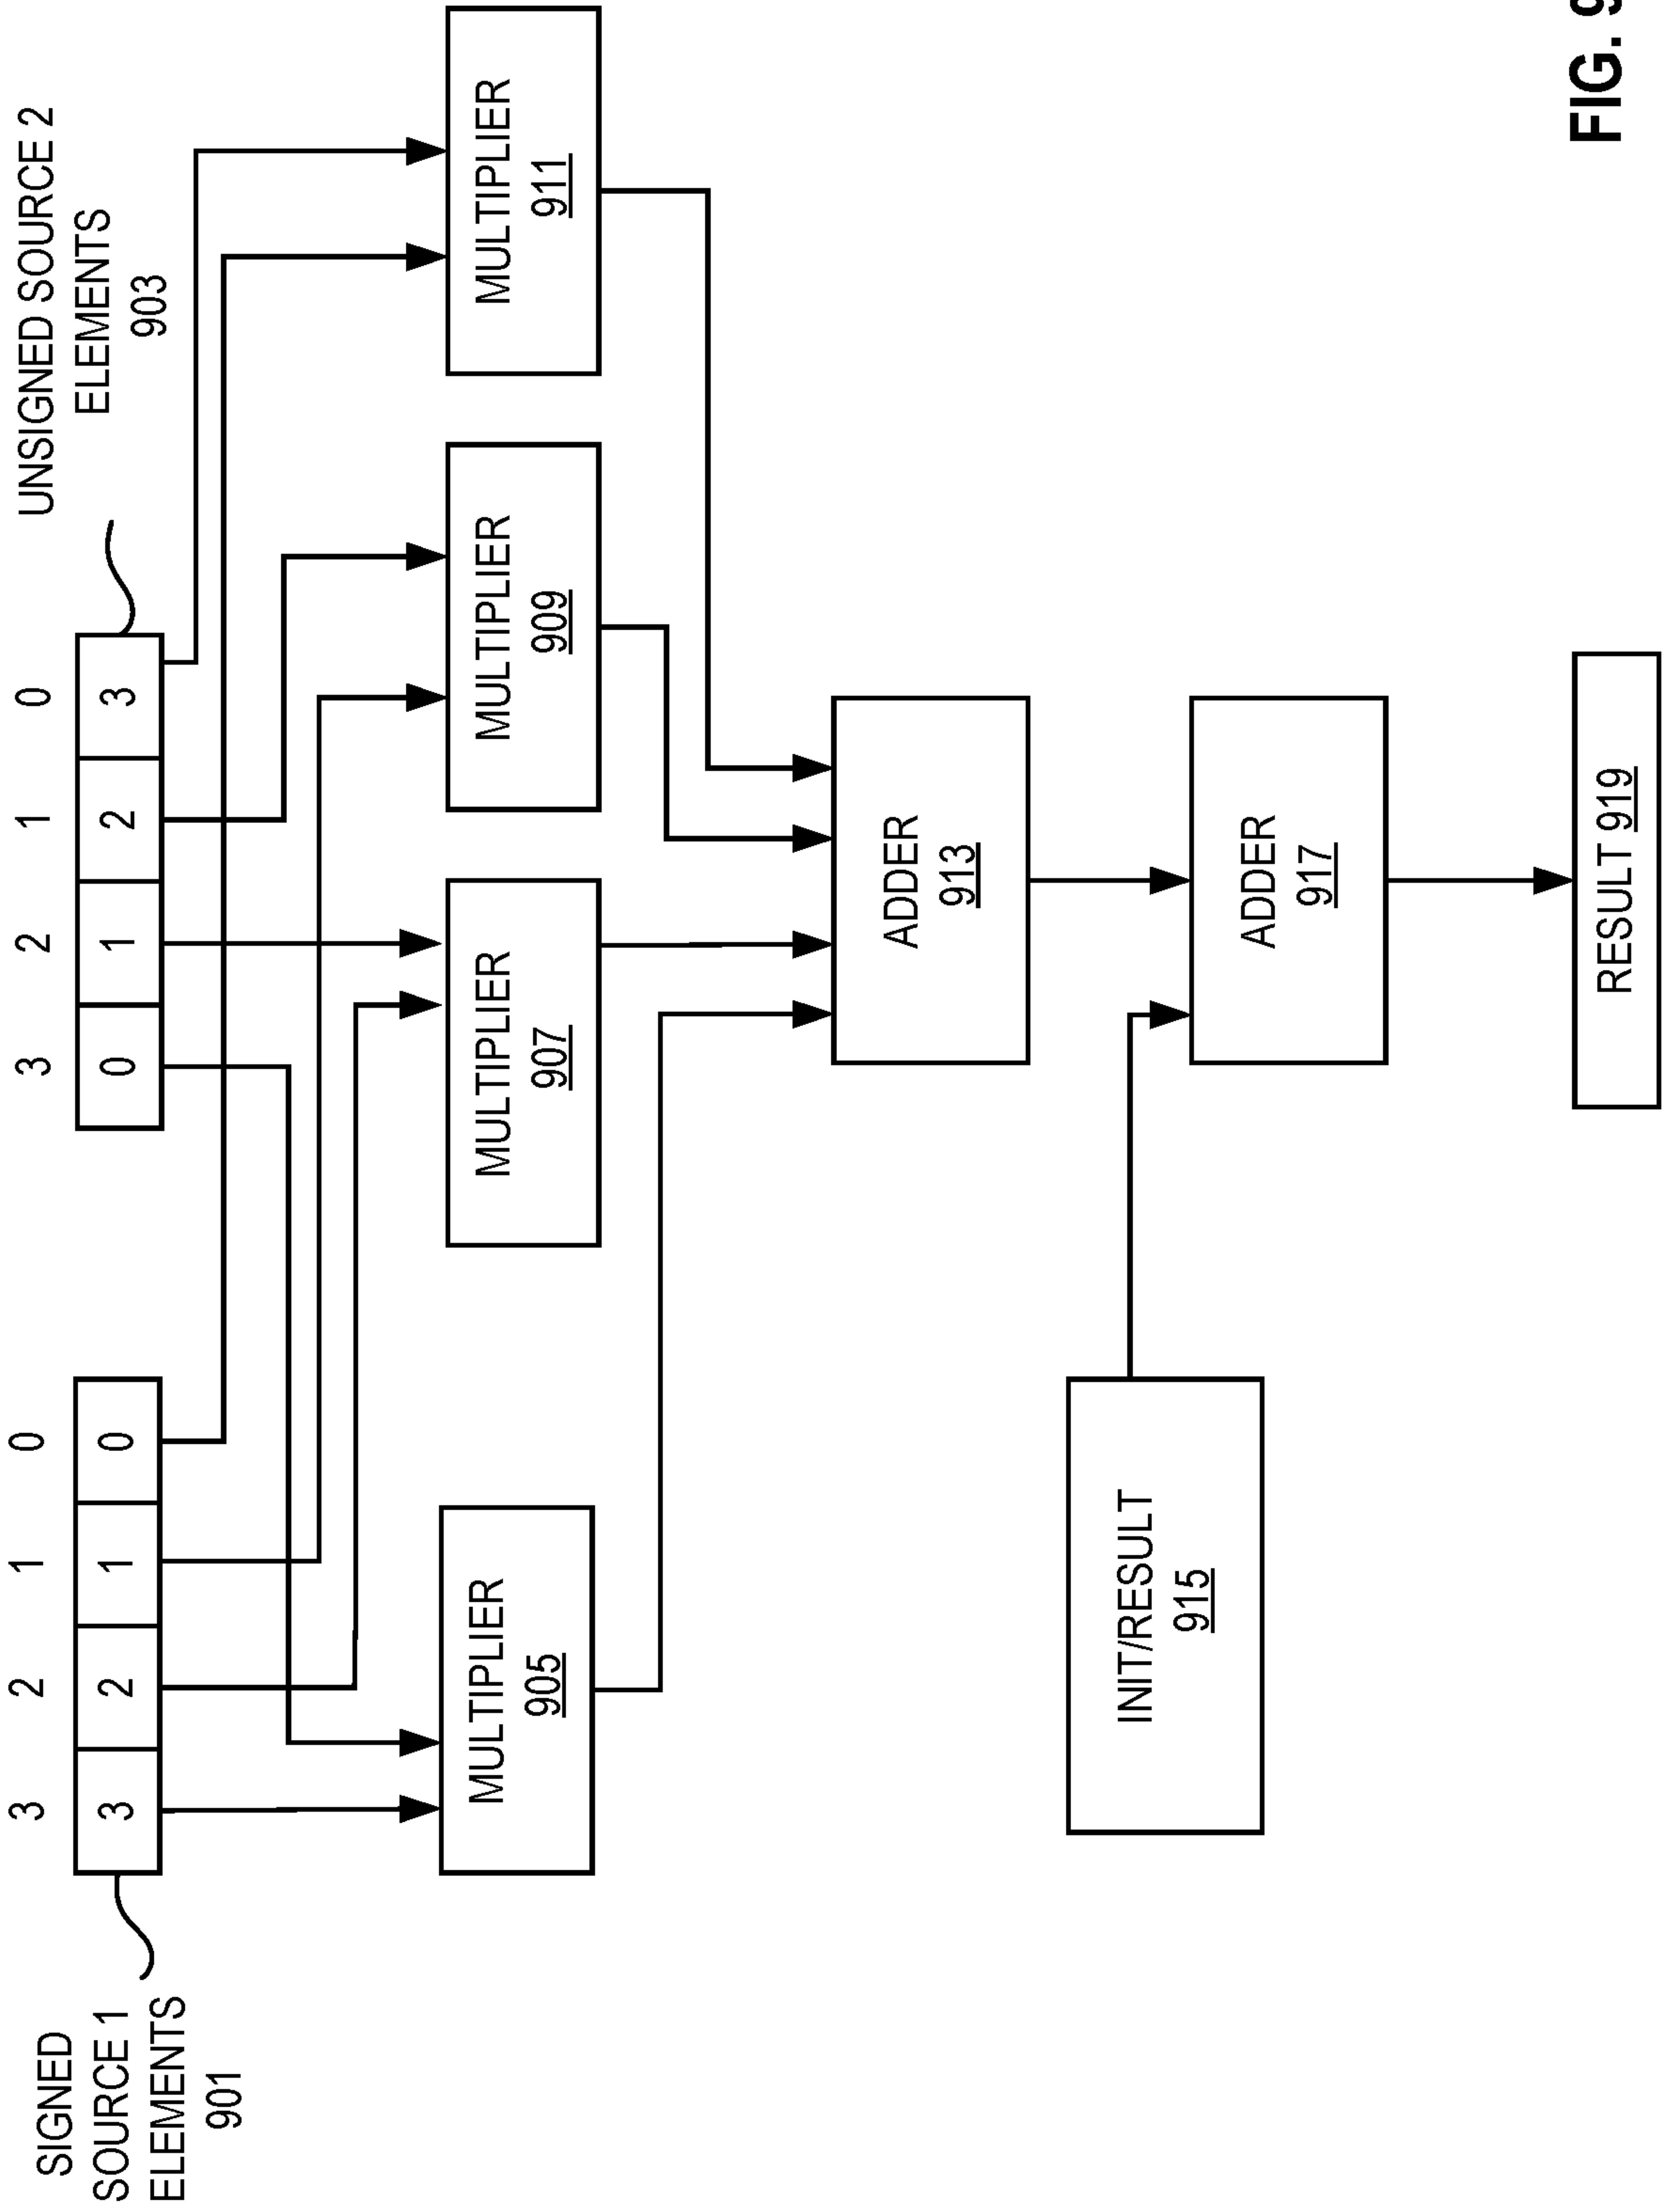 SIGNED
SOURCE 1
ELEMENTS
901
3 2 1 0
3 2 1 0
UNSIGNED SOURCE 2
ELEMENTS
903
3 2 1 0
0 1 2 3
MULTIPLIER
905
MULTIPLIER
907
MULTIPLIER
909
MULTIPLIER
911
ADDER
913
INIT/RESULT
915
ADDER
917
RESULT 919
FIG. 9